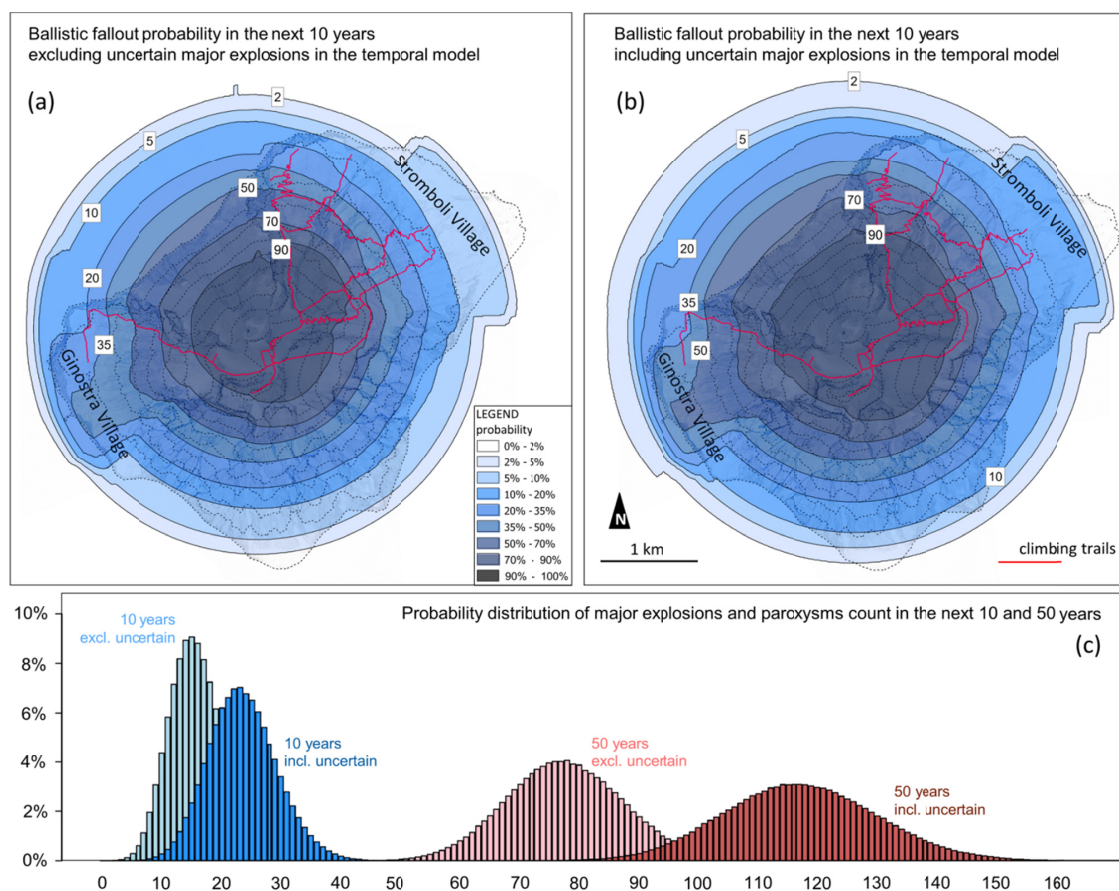 Ballistic fallout probability in the next 10 years
excluding uncertain major explosions in the temporal model
(a)
2
5
10
20
35
50
70
90
Stromboli Village
Ginostra Village
LEGEND
probability
0% - 2%
2% - 5%
5% - 10%
10% - 20%
20% - 35%
35% - 50%
50% - 70%
70% - 90%
90% - 100%
Ballistic fallout probability in the next 10 years
including uncertain major explosions in the temporal model
(b)
2
5
70
90
20
35
50
10
Stromboli Village
Ginostra Village
N
1 km
climbing trails
Probability distribution of major explosions and paroxysms count in the next 10 and 50 years
(c)
10%
8%
6%
4%
2%
0%
10 years
excl. uncertain
10 years
incl. uncertain
50 years
excl. uncertain
50 years
incl. uncertain
0 10 20 30 40 50 60 70 80 90 100 110 120 130 140 150 160